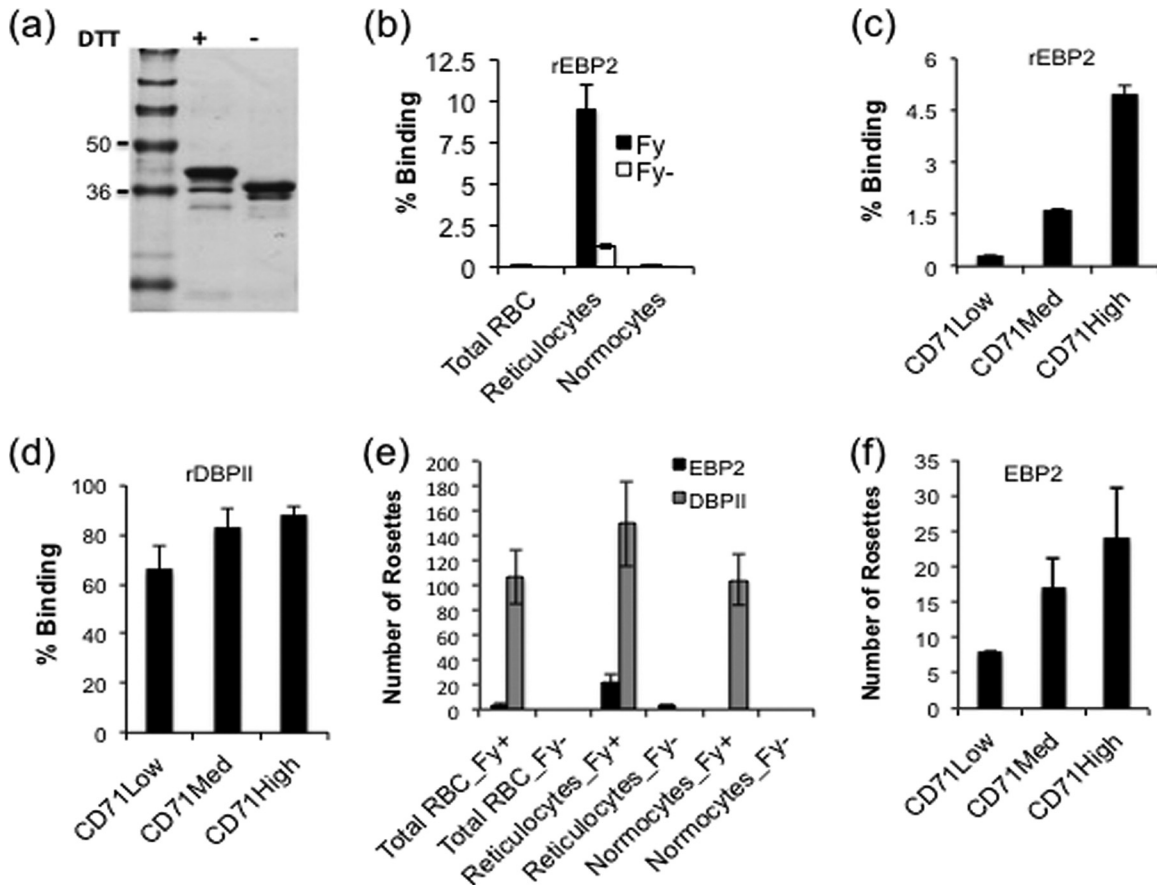 (a)
DTT + -
50
36
(b)
rEBP2
% Binding
12.5
10
7.5
5
2.5
0
Fy
Fy-
Total RBC
Reticulocytes
Normocytes
(c)
rEBP2
% Binding
6
4.5
3
1.5
0
CD71Low
CD71Med
CD71High
(d)
rDBPII
% Binding
100
80
60
40
20
0
CD71Low
CD71Med
CD71High
(e)
Number of Rosettes
200
180
160
140
120
100
80
60
40
20
0
EBP2
DBPII
Total RBC_Fy+
Total RBC_Fy-
Reticulocytes_Fy+
Reticulocytes_Fy-
Normocytes_Fy+
Normocytes_Fy-
(f)
EBP2
Number of Rosettes
35
30
25
20
15
10
5
0
CD71Low
CD71Med
CD71High